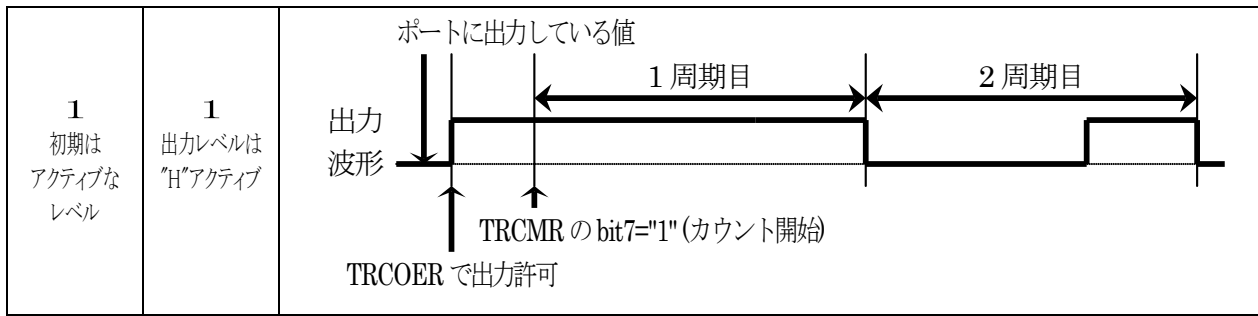 1
初期は
アクティブな
レベル
1
出力レベルは
"H"アクティブ
ポートに出力している値
1周期目
2周期目
出力
波形
TRCMRのbit7="1"(カウント開始)
TRCOERで出力許可